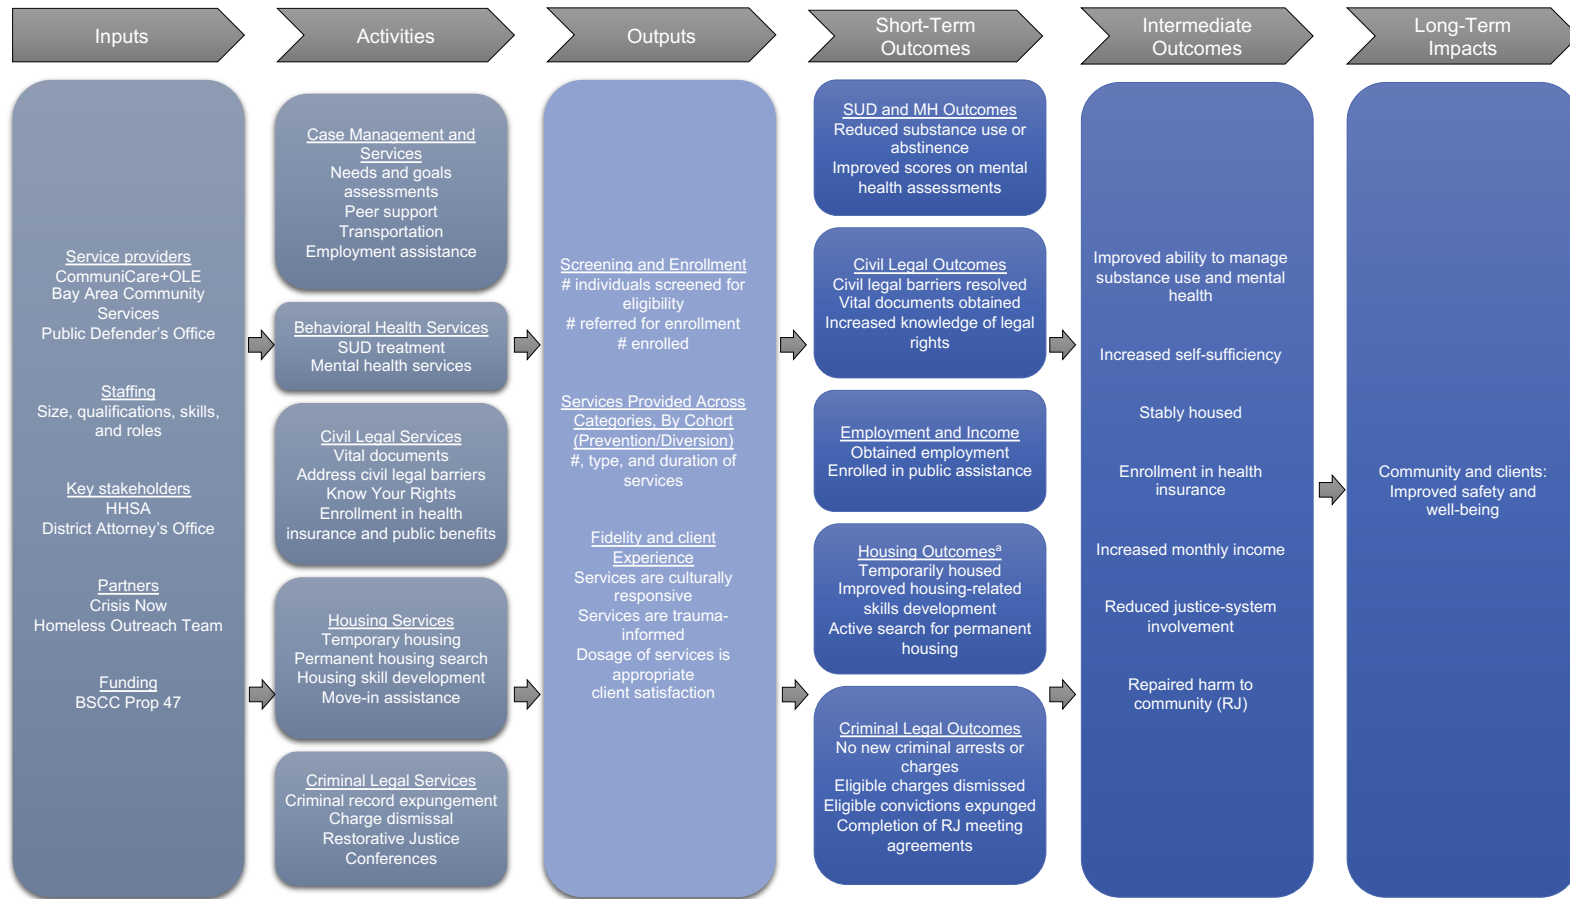 Inputs
Activities
Outputs
Short-Term
Outcomes
Intermediate
Outcomes
Long-Term
Impacts
Service providers
CommuniCare+OLE
Bay Area Community
Services
Public Defender's Office
Staffing
Size, qualifications, skills,
and roles
Key stakeholders
HHSA
District Attorney's Office
Partners
Crisis Now
Homeless Outreach Team
Funding
BSCC Prop 47
Case Management and
Services
Needs and goals
assessments
Peer support
Transportation
Employment assistance
Behavioral Health Services
SUD treatment
Mental health services
Civil Legal Services
Vital documents
Address civil legal barriers
Know Your Rights
Enrollment in health
insurance and public benefits
Housing Services
Temporary housing
Permanent housing search
Housing skill development
Move-in assistance
Criminal Legal Services
Criminal record expungement
Charge dismissal
Restorative Justice
Conferences
Screening and Enrollment
# individuals screened for
eligibility
# referred for enrollment
# enrolled
Services Provided Across
Categories, By Cohort
(Prevention/Diversion)
#, type, and duration of
services
Fidelity and client
Experience
Services are culturally
responsive
Services are trauma-
informed
Dosage of services is
appropriate
client satisfaction
SUD and MH Outcomes
Reduced substance use or
abstinence
Improved scores on mental
health assessments
Civil Legal Outcomes
Civil legal barriers resolved
Vital documents obtained
Increased knowledge of legal
rights
Employment and Income
Obtained employment
Enrolled in public assistance
Housing Outcomesª
Temporarily housed
Improved housing-related
skills development
Active search for permanent
housing
Criminal Legal Outcomes
No new criminal arrests or
charges
Eligible charges dismissed
Eligible convictions expunged
Completion of RJ meeting
agreements
Improved ability to manage
substance use and mental
health
Increased self-sufficiency
Stably housed
Enrollment in health
insurance
Increased monthly income
Reduced justice-system
involvement
Repaired harm to
community (RJ)
Community and clients:
Improved safety and
well-being